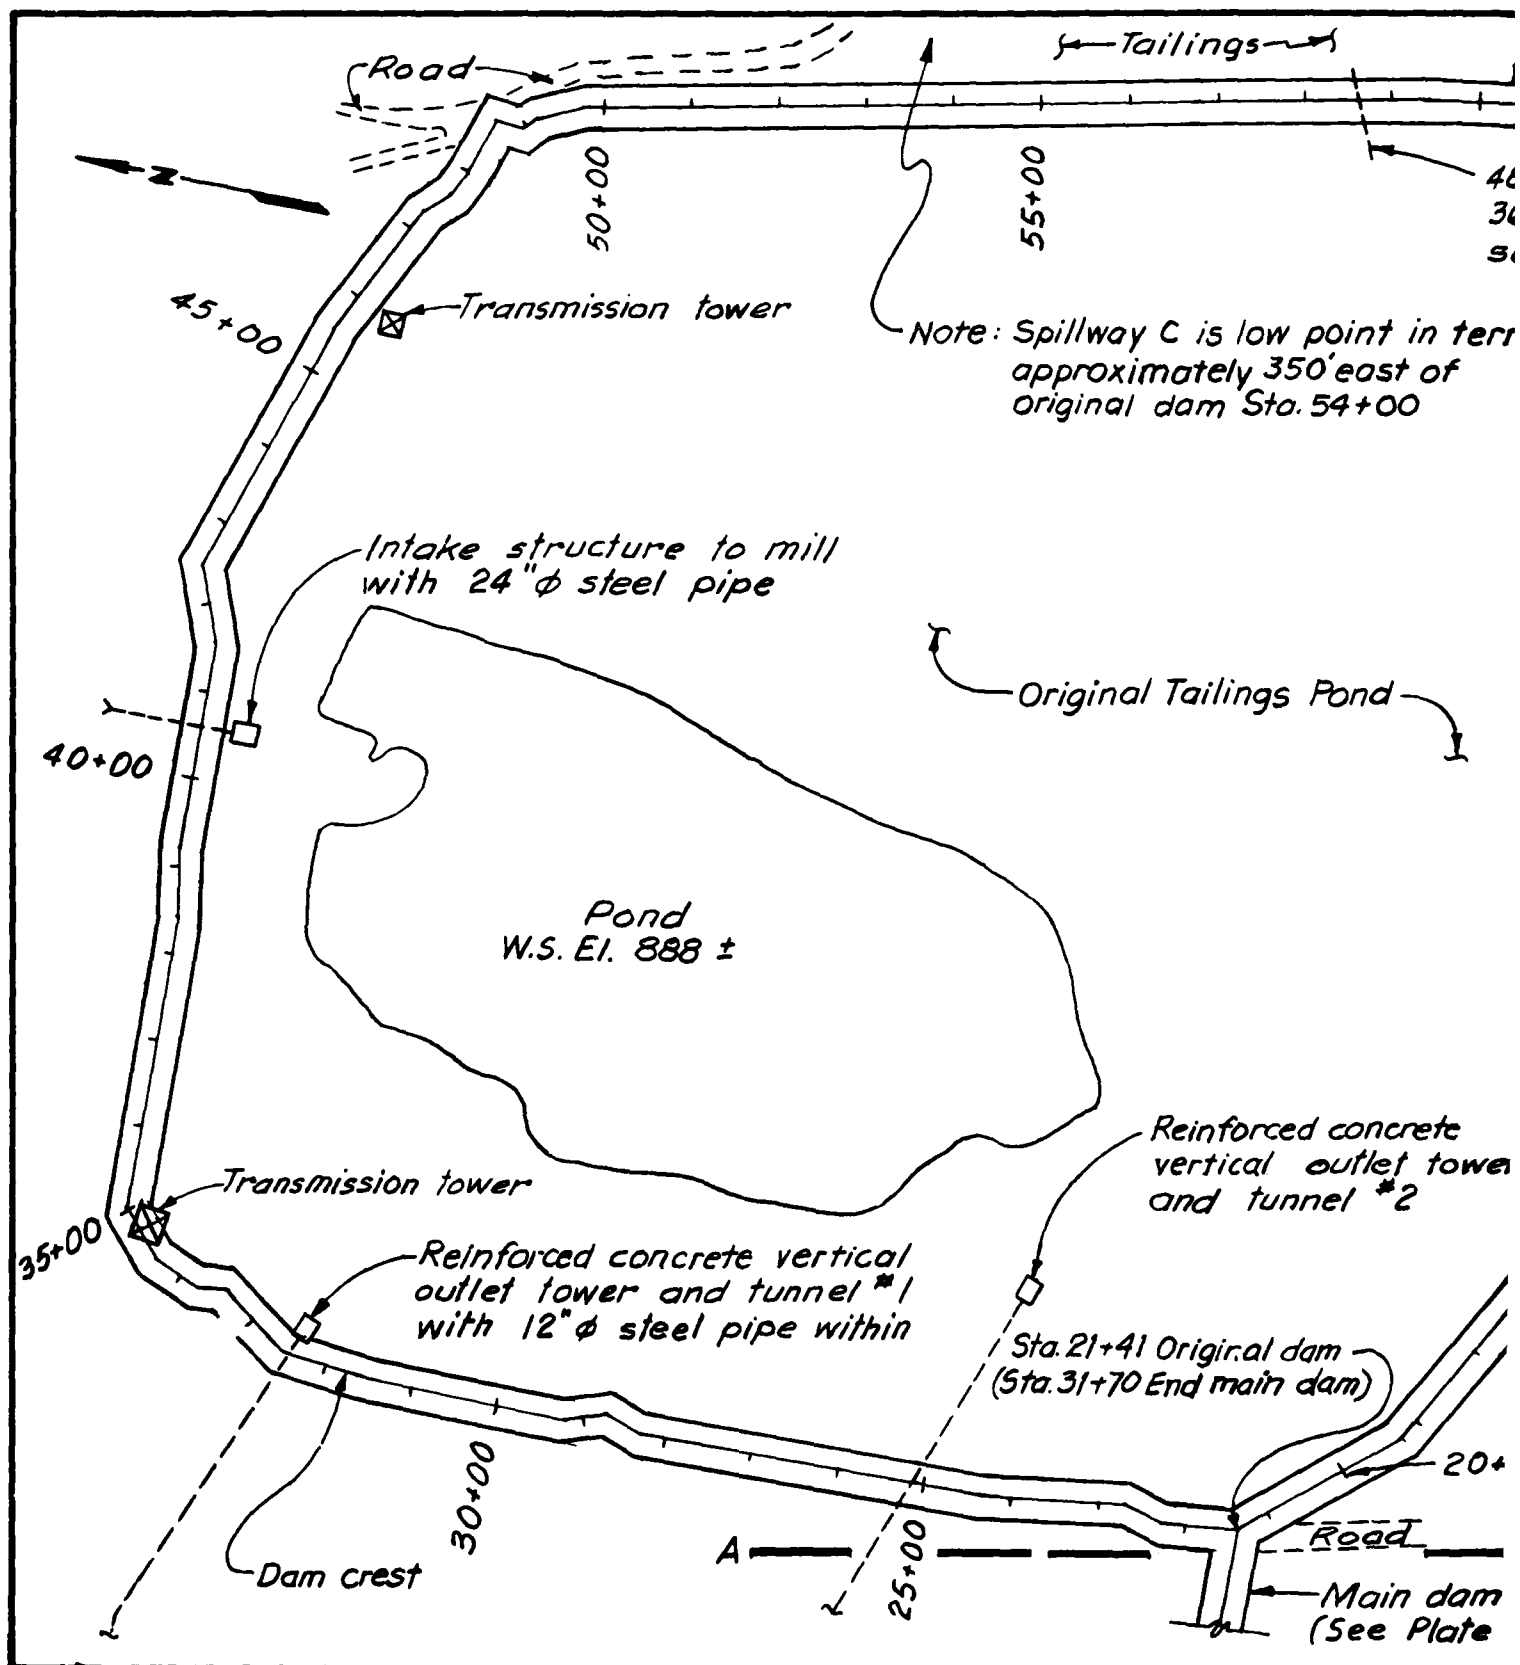 Road
Tailings
N
50+00
55+00
45+00
Transmission tower
Note: Spillway C is low point in terr
approximately 350' east of
original dam Sta. 54+00
Intake structure to mill
with 24"ϕ steel pipe
Original Tailings Pond
40+00
Pond
W.S. El. 888 ±
Reinforced concrete
vertical outlet tower
and tunnel #2
Transmission tower
35+00
Reinforced concrete vertical
outlet tower and tunnel #1
with 12"ϕ steel pipe within
Sta. 21+41 Original dam
(Sta. 31+70 End main dam)
20+
30+00
25+00
A
Road
Dam crest
Main dam
(See Plate